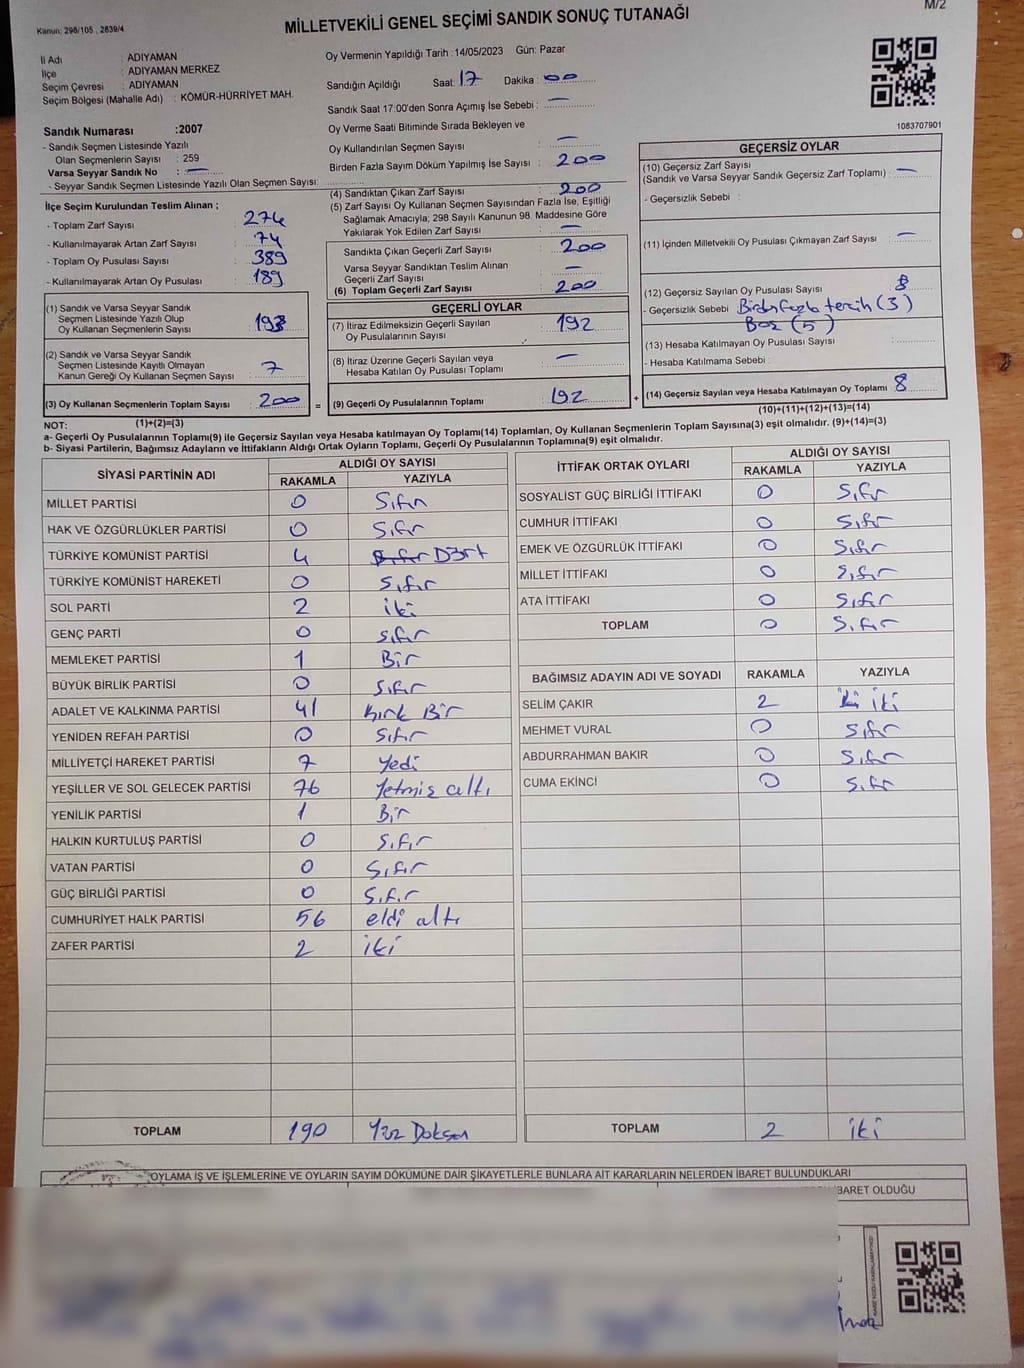 M/2
Kanun: 298/105 , 2839/4
MİLLETVEKİLİ GENEL SEÇİMİ SANDIK SONUÇ TUTANAĞI
İl Adı : ADIYAMAN
İlçe : ADIYAMAN MERKEZ
Seçim Çevresi : ADIYAMAN
Seçim Bölgesi (Mahalle Adı) : KÖMÜR-HÜRRİYET MAH.
Sandık Numarası :2007
- Sandık Seçmen Listesinde Yazılı
Olan Seçmenlerin Sayısı : 259
Varsa Seyyar Sandık No : —
- Seyyar Sandık Seçmen Listesinde Yazılı Olan Seçmen Sayısı:
Oy Vermenin Yapıldığı Tarih :14/05/2023 Gün: Pazar
Sandığın Açıldığı Saat: 17 Dakika : 00
Sandık Saat 17:00'den Sonra Açımış İse Sebebi : —
Oy Verme Saati Bitiminde Sırada Bekleyen ve
Oy Kullandırılan Seçmen Sayısı : —
Birden Fazla Sayım Döküm Yapılmış İse Sayısı : 200
1083707901
İlçe Seçim Kurulundan Teslim Alınan ;
- Toplam Zarf Sayısı : 274
- Kullanılmayarak Artan Zarf Sayısı : 74
- Toplam Oy Pusulası Sayısı : 389
- Kullanılmayarak Artan Oy Pusulası : 189
(4) Sandıktan Çıkan Zarf Sayısı : 200
(5) Zarf Sayısı Oy Kullanan Seçmen Sayısından Fazla İse, Eşitliği
Sağlamak Amacıyla; 298 Sayılı Kanunun 98. Maddesine Göre
Yakılarak Yok Edilen Zarf Sayısı : —
Sandıkta Çıkan Geçerli Zarf Sayısı : 200
Varsa Seyyar Sandıktan Teslim Alınan
Geçerli Zarf Sayısı : —
(6) Toplam Geçerli Zarf Sayısı : 200
GEÇERSİZ OYLAR
(10) Geçersiz Zarf Sayısı
(Sandık ve Varsa Seyyar Sandık Geçersiz Zarf Toplamı) : —
- Geçersizlik Sebebi :
(11) İçinden Milletvekili Oy Pusulası Çıkmayan Zarf Sayısı : —
(12) Geçersiz Sayılan Oy Pusulası Sayısı : 8
- Geçersizlik Sebebi : Birden fazla tercih (3)
Boş (5)
(13) Hesaba Katılmayan Oy Pusulası Sayısı :
- Hesaba Katılmama Sebebi :
(14) Geçersiz Sayılan veya Hesaba Katılmayan Oy Toplamı 8
(10)+(11)+(12)+(13)=(14)
(1) Sandık ve Varsa Seyyar Sandık
Seçmen Listesinde Yazılı Olup
Oy Kullanan Seçmenlerin Sayısı : 193
(2) Sandık ve Varsa Seyyar Sandık
Seçmen Listesinde Kayıtlı Olmayan
Kanun Gereği Oy Kullanan Seçmen Sayısı : 7
(3) Oy Kullanan Seçmenlerin Toplam Sayısı : 200 =
(1)+(2)=(3)
GEÇERLİ OYLAR
(7) İtiraz Edilmeksizin Geçerli Sayılan
Oy Pusulalarının Sayısı : 192
(8) İtiraz Üzerine Geçerli Sayılan veya
Hesaba Katılan Oy Pusulası Toplamı : —
(9) Geçerli Oy Pusulalarının Toplamı : 192 +
NOT:
a- Geçerli Oy Pusulalarının Toplamı(9) ile Geçersiz Sayılan veya Hesaba katılmayan Oy Toplamı(14) Toplamları, Oy Kullanan Seçmenlerin Toplam Sayısına(3) eşit olmalıdır. (9)+(14)=(3)
b- Siyasi Partilerin, Bağımsız Adayların ve İttifakların Aldığı Ortak Oyların Toplamı, Geçerli Oy Pusulalarının Toplamına(9) eşit olmalıdır.
SİYASİ PARTİNİN ADI ALDIĞI OY SAYISI
RAKAMLA YAZIYLA
MİLLET PARTİSİ 0 Sıfır
HAK VE ÖZGÜRLÜKLER PARTİSİ 0 Sıfır
TÜRKİYE KOMÜNİST PARTİSİ 4 Sıfır Dört
TÜRKİYE KOMÜNİST HAREKETİ 0 Sıfır
SOL PARTİ 2 iki
GENÇ PARTİ 0 sıfır
MEMLEKET PARTİSİ 1 Bir
BÜYÜK BİRLİK PARTİSİ 0 Sıfır
ADALET VE KALKINMA PARTİSİ 41 Kırk Bir
YENİDEN REFAH PARTİSİ 0 Sıfır
MİLLİYETÇİ HAREKET PARTİSİ 7 Yedi
YEŞİLLER VE SOL GELECEK PARTİSİ 76 Yetmiş altı
YENİLİK PARTİSİ 1 Bir
HALKIN KURTULUŞ PARTİSİ 0 Sıfır
VATAN PARTİSİ 0 Sıfır
GÜÇ BİRLİĞİ PARTİSİ 0 Sıfır
CUMHURİYET HALK PARTİSİ 56 eldi altı
ZAFER PARTİSİ 2 iki
TOPLAM 190 Yüz Doksan
İTTİFAK ORTAK OYLARI ALDIĞI OY SAYISI
RAKAMLA YAZIYLA
SOSYALİST GÜÇ BİRLİĞİ İTTİFAKI 0 Sıfır
CUMHUR İTTİFAKI 0 Sıfır
EMEK VE ÖZGÜRLÜK İTTİFAKI 0 Sıfır
MİLLET İTTİFAKI 0 Sıfır
ATA İTTİFAKI 0 Sıfır
TOPLAM 0 Sıfır
BAĞIMSIZ ADAYIN ADI VE SOYADI RAKAMLA YAZIYLA
SELİM ÇAKIR 2 iki
MEHMET VURAL 0 sıfır
ABDURRAHMAN BAKIR 0 Sıfır
CUMA EKİNCİ 0 Sıfır
TOPLAM 2 iki
OYLAMA İŞ VE İŞLEMLERİNE VE OYLARIN SAYIM DÖKÜMÜNE DAİR ŞİKAYETLERLE BUNLARA AİT KARARLARIN NELERDEN İBARET BULUNDUKLARI
İBARET OLDUĞU